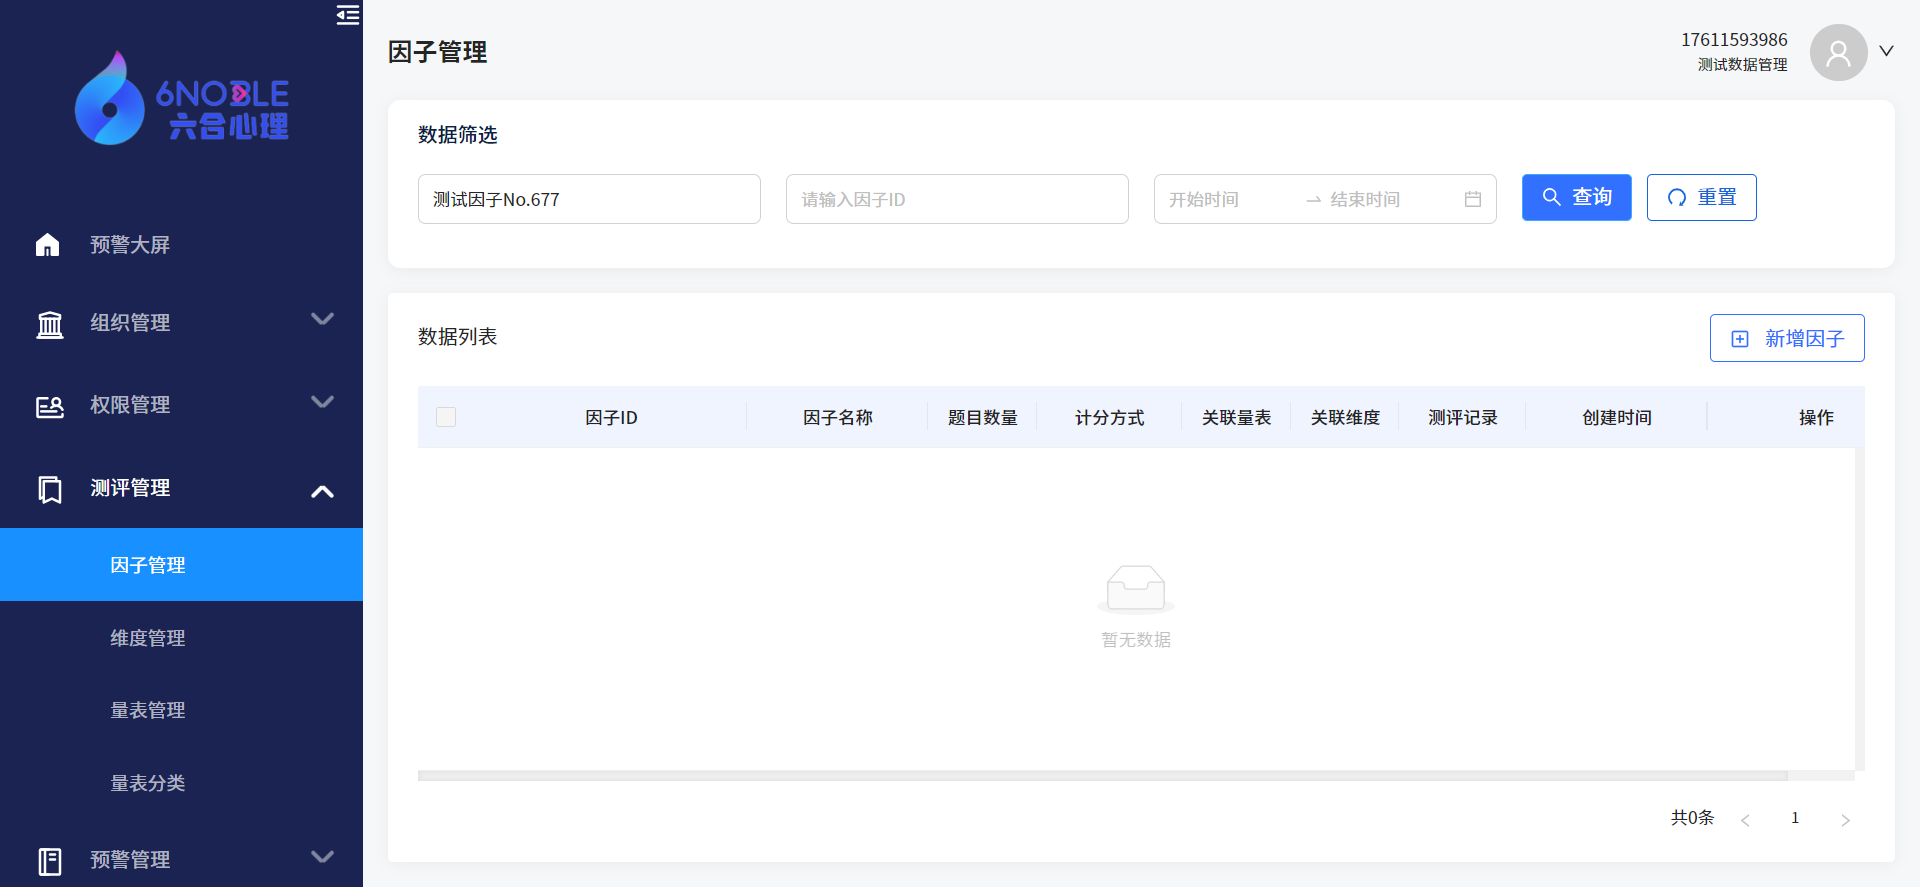 6NOBLE
六合心理
预警大屏
组织管理
权限管理
测评管理
因子管理
维度管理
量表管理
量表分类
预警管理
因子管理
17611593986
测试数据管理
数据筛选
测试因子No.677
请输入因子ID
开始时间
结束时间
查询
重置
数据列表
新增因子
因子ID
因子名称
题目数量
计分方式
关联量表
关联维度
测评记录
创建时间
操作
暂无数据
共0条
1